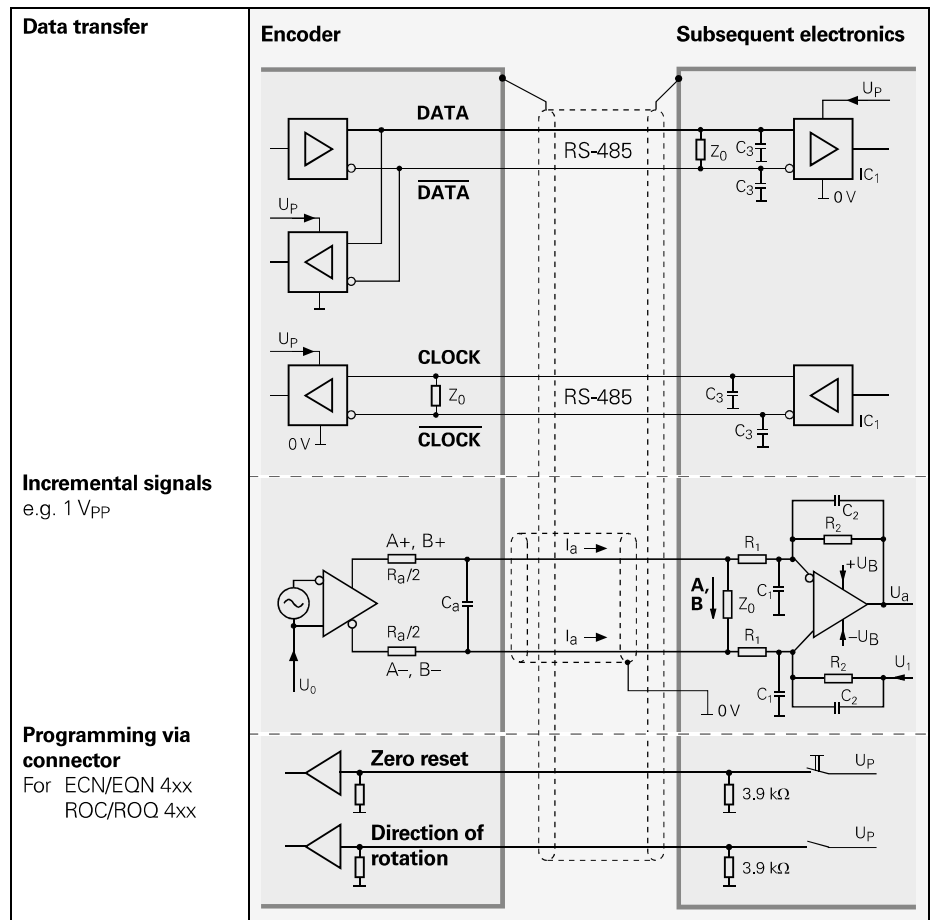 Data transfer
Encoder
Subsequent electronics
DATA
RS-485
Z0
C3
C3
UP
IC1
0 V
DATA
UP
UP
CLOCK
Z0
RS-485
C3
C3
IC1
0 V
CLOCK
Incremental signals
e.g. 1 VPP
A+, B+
Ra/2
Ca
Ia
R1
C1
C2
R2
+UB
Ua
A,
B
Z0
Ra/2
A–, B–
U0
Ia
R1
C1
–UB
R2
U1
C2
0 V
Programming via
connector
For ECN/EQN 4xx
ROC/ROQ 4xx
Zero reset
UP
3.9 kΩ
Direction of
rotation
UP
3.9 kΩ